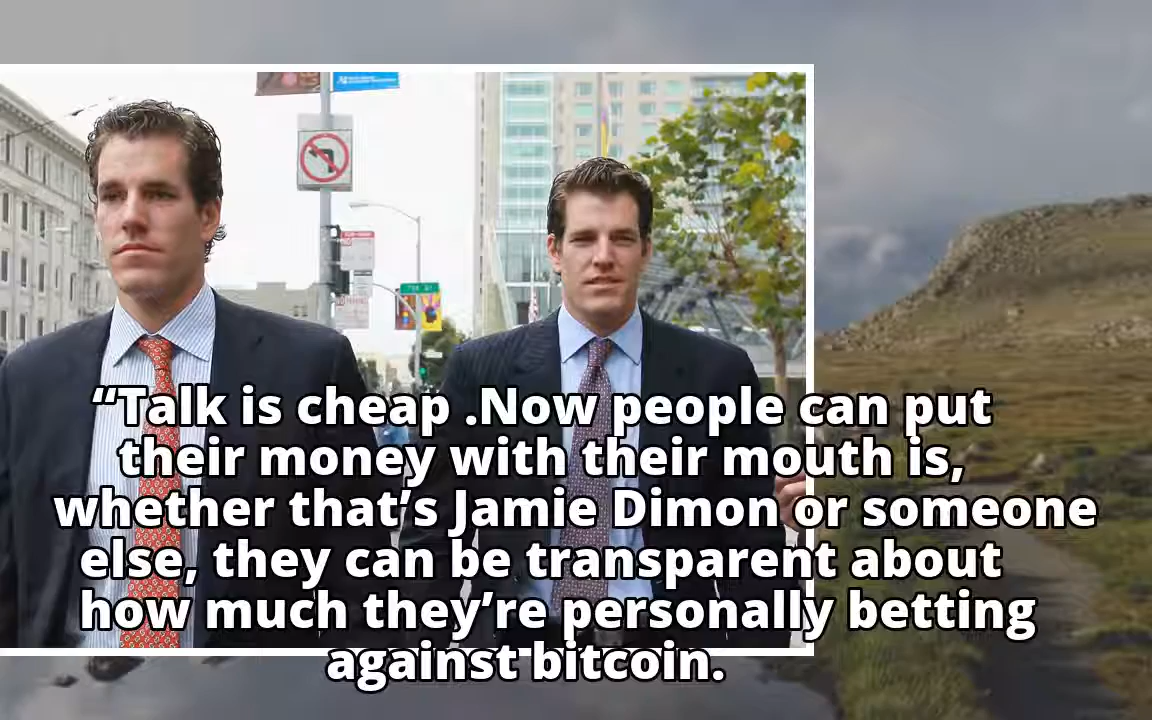 “Talk is cheap .Now people can put
their money with their mouth is,
whether that’s Jamie Dimon or someone
else, they can be transparent about
how much they’re personally betting
against bitcoin.